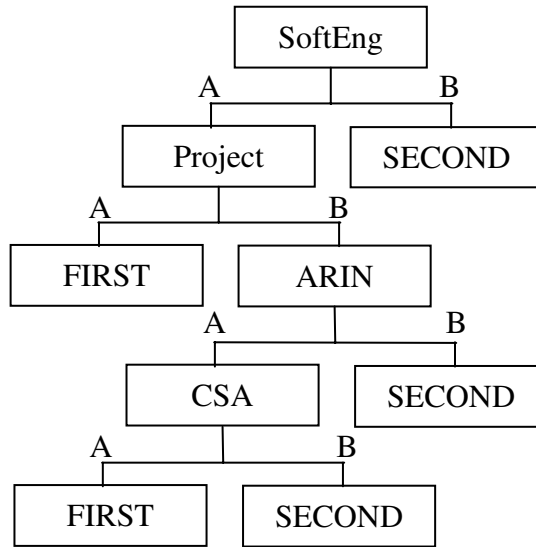 SoftEng
A B
Project SECOND
A B
FIRST ARIN
A B
CSA SECOND
A B
FIRST SECOND